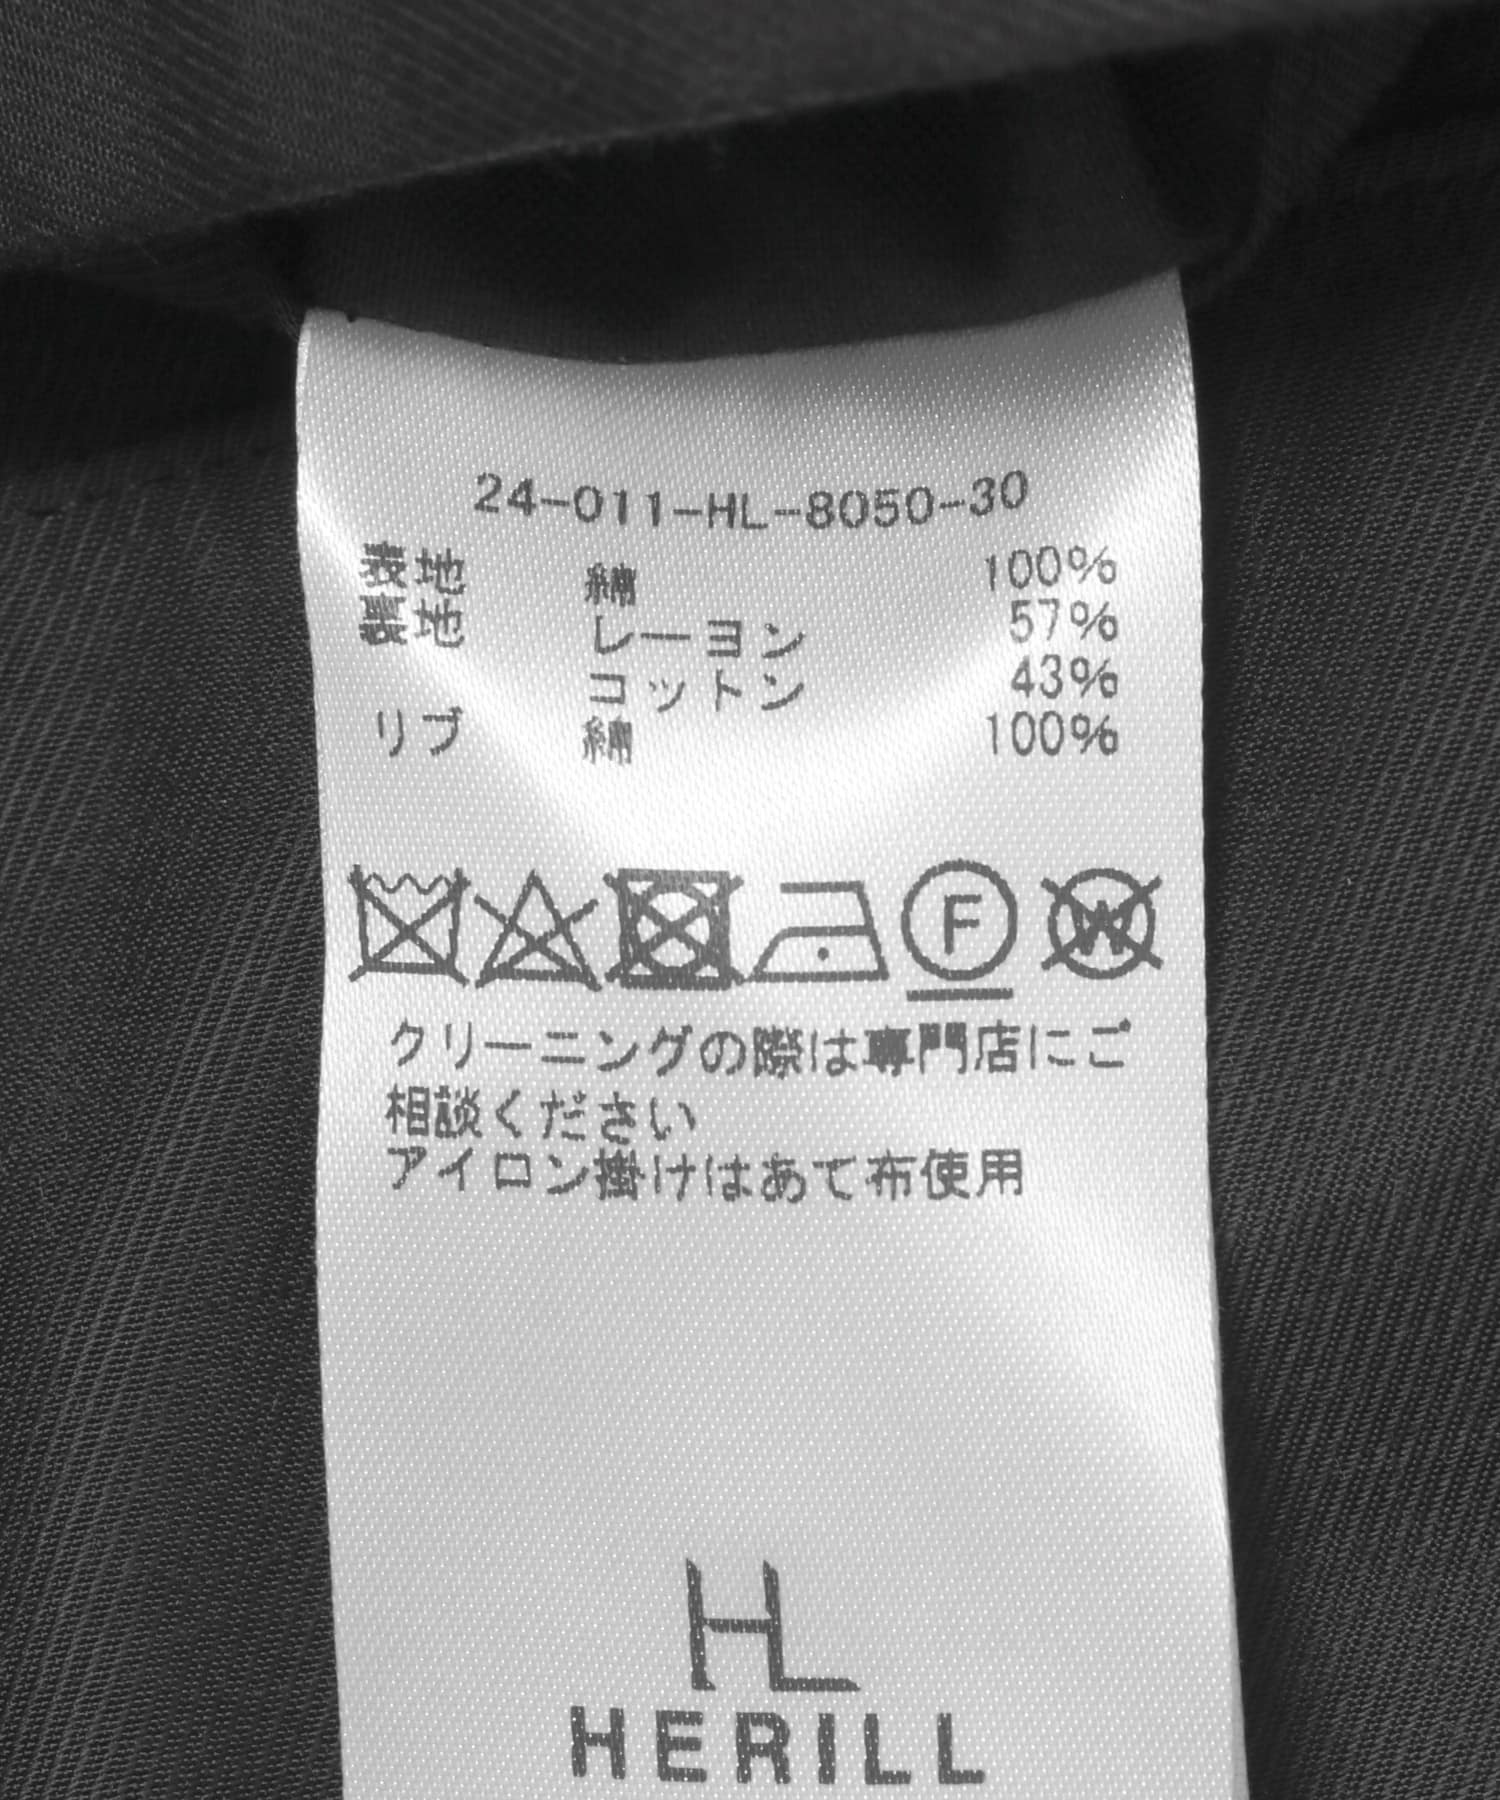 24-011-HL-8050-30
表地 綿 100%
裏地 レーヨン 57%
コットン 43%
リブ 綿 100%
F
W
クリーニングの際は専門店にご
相談ください
アイロン掛けはあて布使用
HL
HERILL